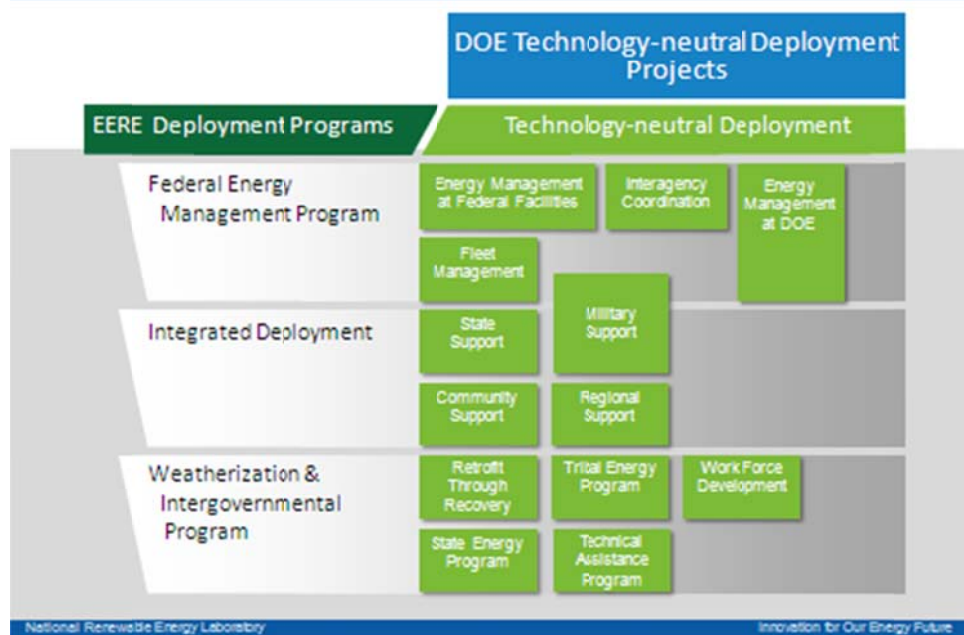 DOE Technology-neutral Deployment
Projects
EERE Deployment Programs
Technology-neutral Deployment
Federal Energy
Management Program
Energy Management
at Federal Facilities
Interagency
Coordination
Energy
Management
at DOE
Fleet
Management
Integrated Deployment
State
Support
Military
Support
Community
Support
Regional
Support
Weatherization &
Intergovernmental
Program
Retrofit
Through
Recovery
Tribal Energy
Program
Work Force
Development
State Energy
Program
Technical
Assistance
Program
National Renewable Energy Laboratory
Innovation for Our Energy Future